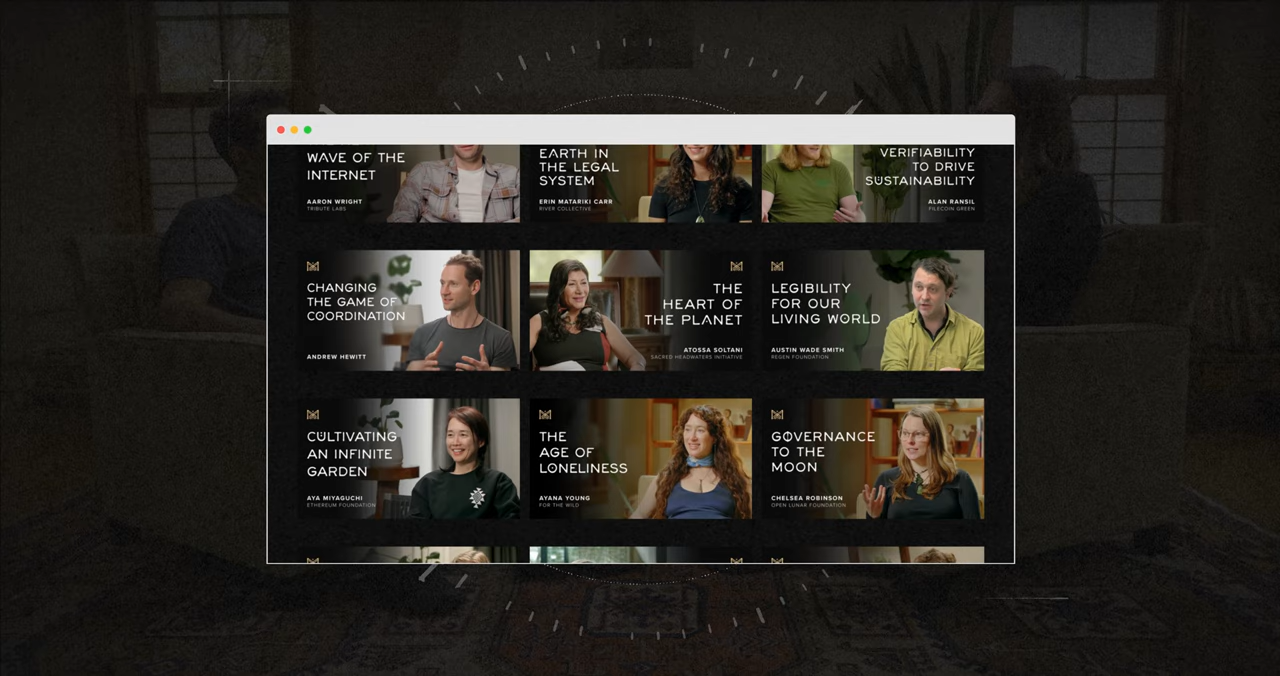 WAVE OF THE
INTERNET
AARON WRIGHT
TRIBUTE LABS
EARTH IN
THE LEGAL
SYSTEM
ERIN MATARIKI CARR
RIVER COLLECTIVE
VERIFIABILITY
TO DRIVE
SUSTAINABILITY
ALAN RANSIL
FILECOIN GREEN
CHANGING
THE GAME OF
COORDINATION
ANDREW HEWITT
THE
HEART OF
THE PLANET
ATOSSA SOLTANI
SACRED HEADWATERS INITIATIVE
LEGIBILITY
FOR OUR
LIVING WORLD
AUSTIN WADE SMITH
REGEN FOUNDATION
CULTIVATING
AN INFINITE
GARDEN
AYA MIYAGUCHI
ETHEREUM FOUNDATION
THE
AGE OF
LONELINESS
AYANA YOUNG
FOR THE WILD
GOVERNANCE
TO THE
MOON
CHELSEA ROBINSON
OPEN LUNAR FOUNDATION